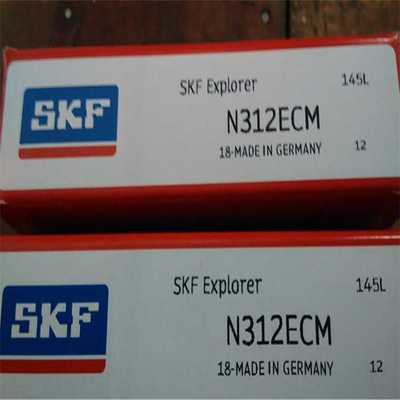 SKF Explorer 145L
SKF
N312ECM
18-MADE IN GERMANY 12
SKF Explorer 145L
SKF
N312ECM
18-MADE IN GERMANY 12